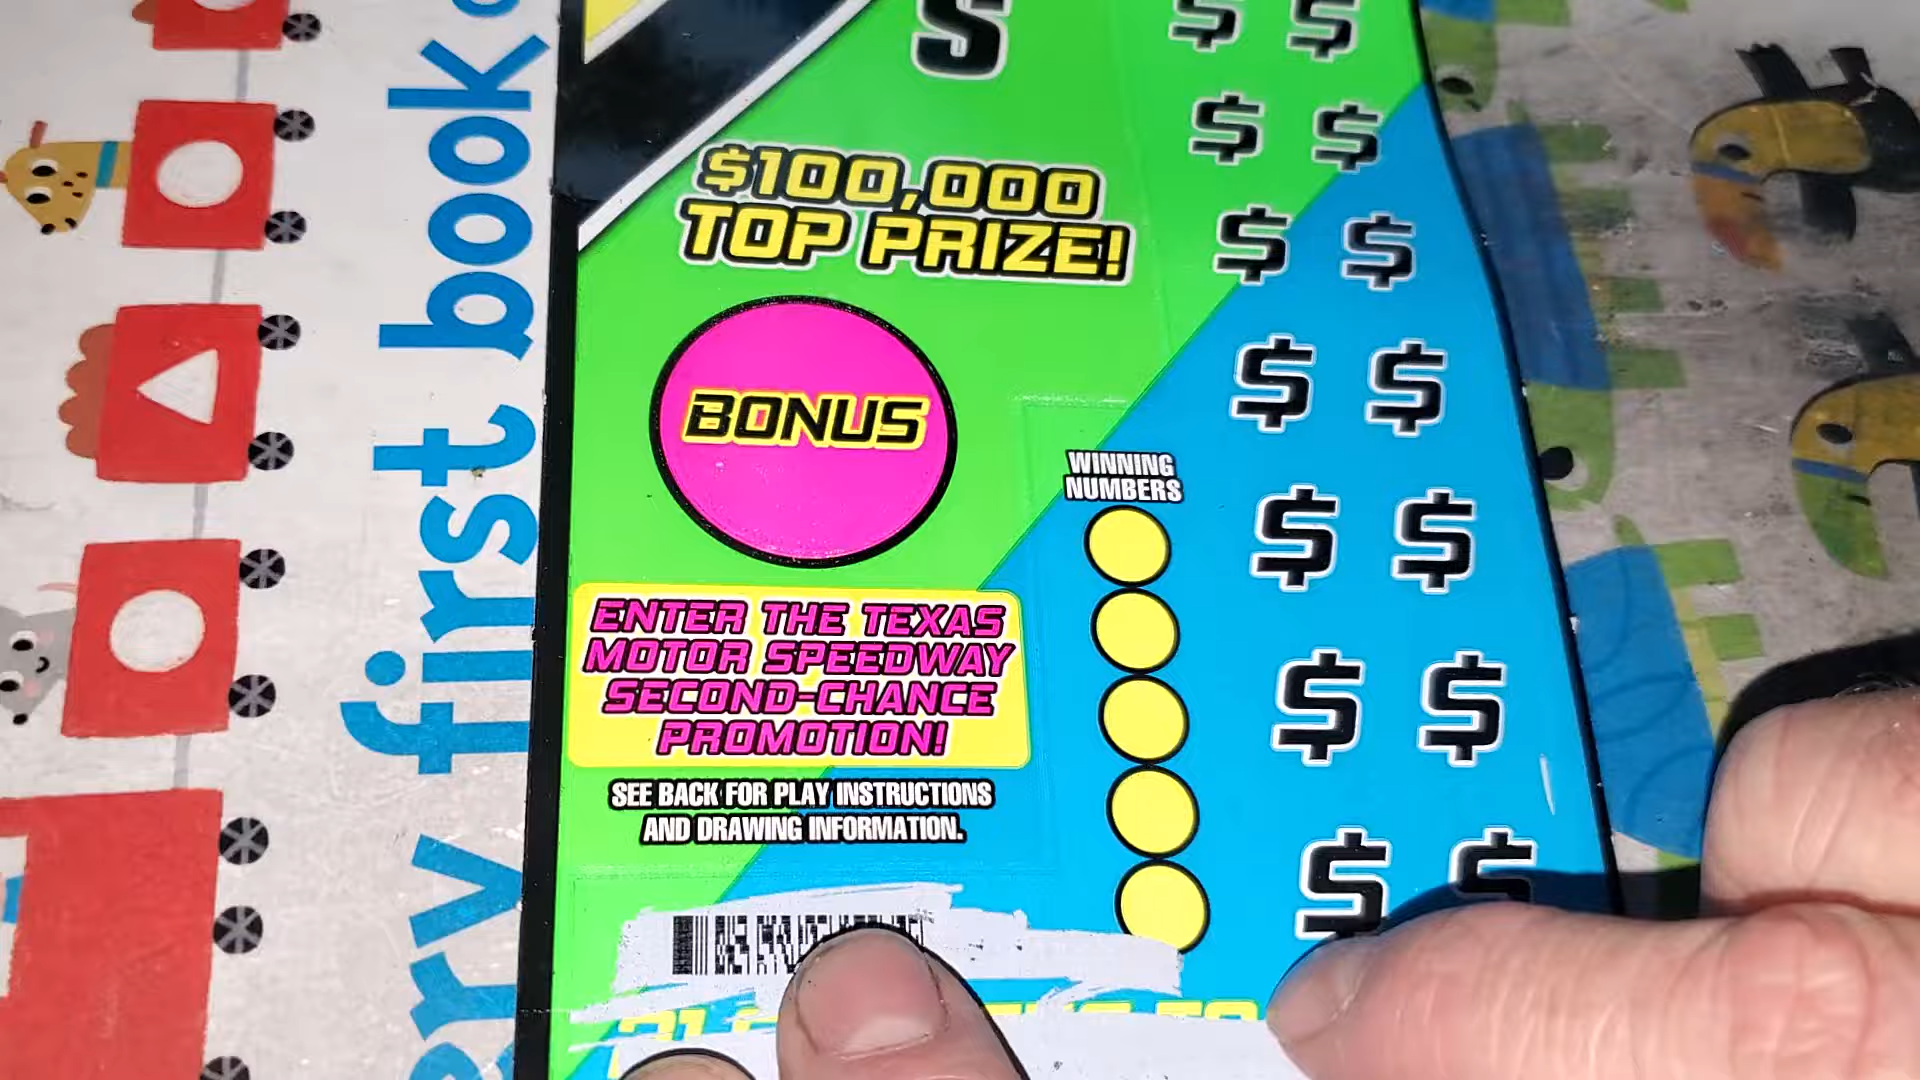 ery first book
$100,000
TOP PRIZE!
BONUS
WINNING
NUMBERS
ENTER THE TEXAS
MOTOR SPEEDWAY
SECOND-CHANCE
PROMOTION!
SEE BACK FOR PLAY INSTRUCTIONS
AND DRAWING INFORMATION.
$
$ $
$ $
$ $
$ $
$ $
$ $
$ $